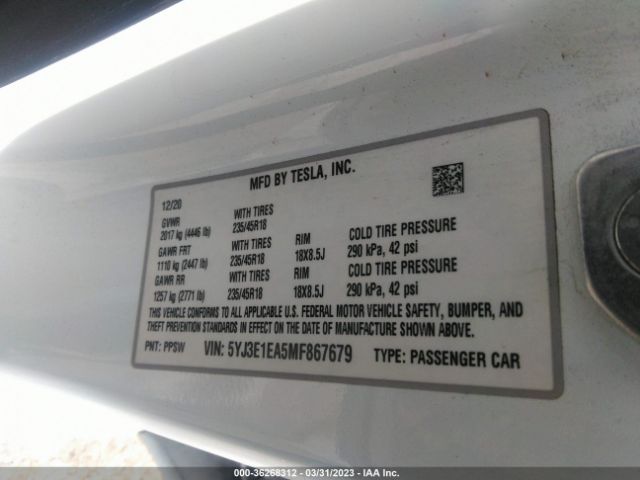 MFD BY TESLA, INC.
12/20
GVWR WITH TIRES
2017 kg (4446 lb) 235/45R18
GAWR FRT WITH TIRES RIM COLD TIRE PRESSURE
1110 kg (2447 lb) 235/45R18 18X8.5J 290 kPa, 42 psi
GAWR RR WITH TIRES RIM COLD TIRE PRESSURE
1257 kg (2771 lb) 235/45R18 18X8.5J 290 kPa, 42 psi
THIS VEHICLE CONFORMS TO ALL APPLICABLE U.S. FEDERAL MOTOR VEHICLE SAFETY, BUMPER, AND
THEFT PREVENTION STANDARDS IN EFFECT ON THE DATE OF MANUFACTURE SHOWN ABOVE.
PNT: PPSW VIN: 5YJ3E1EA5MF867679 TYPE: PASSENGER CAR
000-36268312 / 03/31/2023 / IAA Inc.